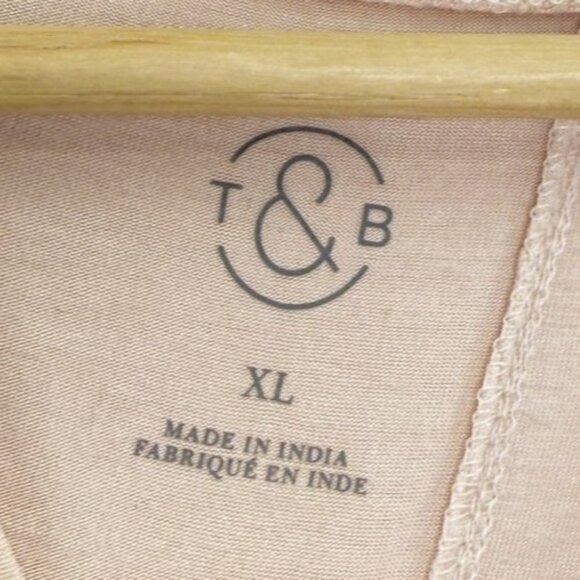 T & B
XL
MADE IN INDIA
FABRIQUÉ EN INDE